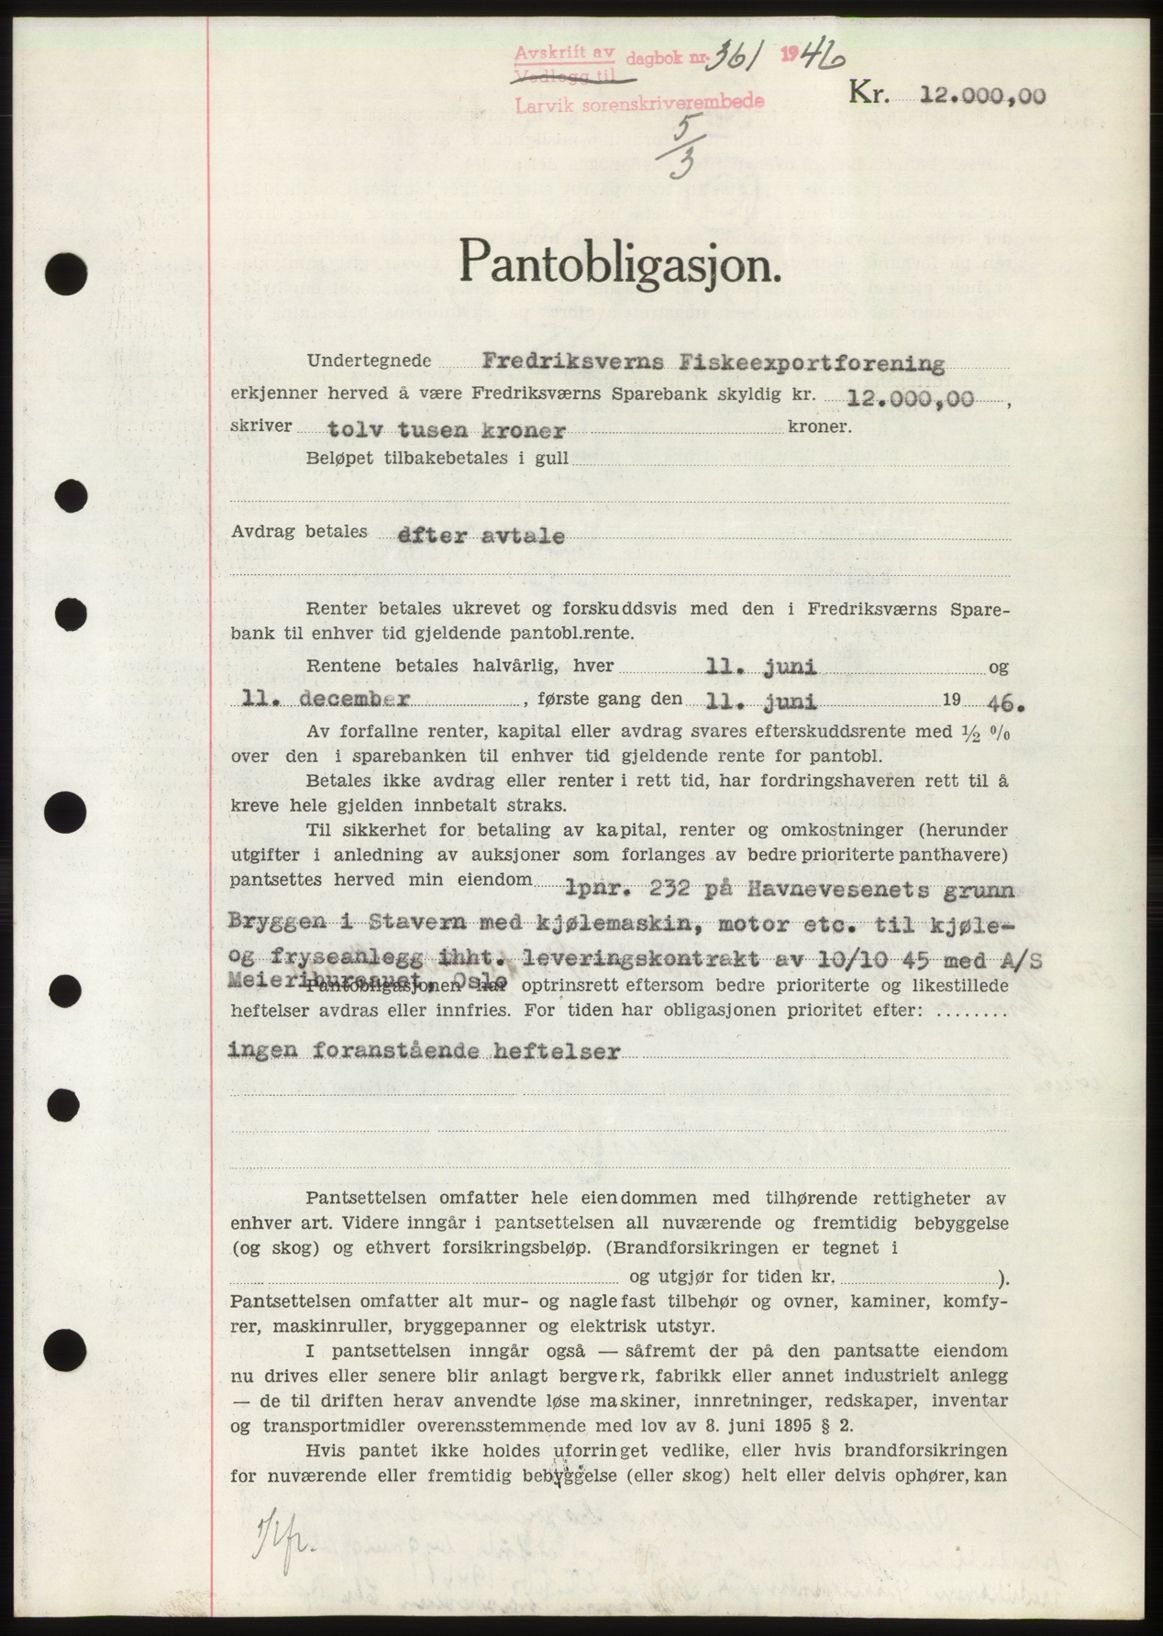 Avskrift av dagbok nr. 361 1946
Vedlegg til
Larvik sorenskriverembede
Kr. 12.000,00
5/3
Pantobligasjon.
Undertegnede Fredriksverns Fiskeexportforening
erkjenner herved å være Fredriksværns Sparebank skyldig kr. 12.000,00,
skriver tolv tusen kroner kroner.
Beløpet tilbakebetales i gull
Avdrag betales efter avtale
Renter betales ukrevet og forskuddsvis med den i Fredriksværns Spare-
bank til enhver tid gjeldende pantobl.rente.
Rentene betales halvårlig, hver 11. juni og
11. december, første gang den 11. juni 1946.
Av forfallne renter, kapital eller avdrag svares efterskuddsrente med ½ %
over den i sparebanken til enhver tid gjeldende rente for pantobl.
Betales ikke avdrag eller renter i rett tid, har fordringshaveren rett til å
kreve hele gjelden innbetalt straks.
Til sikkerhet for betaling av kapital, renter og omkostninger (herunder
utgifter i anledning av auksjoner som forlanges av bedre prioriterte panthavere)
pantsettes herved min eiendom lpnr. 232 på Havnevesenets grunn
Bryggen i Stavern med kjølemaskin, motor etc. til kjøle-
og fryseanlegg ihht. leveringskontrakt av 10/10 45 med A/S
Meieribureauet, Oslo
Pantobligasjonen har optrinsrett eftersom bedre prioriterte og likestillede
heftelser avdras eller innfries. For tiden har obligasjonen prioritet efter: ........
ingen foranstående heftelser
Pantsettelsen omfatter hele eiendommen med tilhørende rettigheter av
enhver art. Videre inngår i pantsettelsen all nuværende og fremtidig bebyggelse
(og skog) og ethvert forsikringsbeløp. (Brandforsikringen er tegnet i
og utgjør for tiden kr. ).
Pantsettelsen omfatter alt mur- og naglefast tilbehør og ovner, kaminer, komfy-
rer, maskinruller, bryggepanner og elektrisk utstyr.
I pantsettelsen inngår også — såfremt der på den pantsatte eiendom
nu drives eller senere blir anlagt bergverk, fabrikk eller annet industrielt anlegg
— de til driften herav anvendte løse maskiner, innretninger, redskaper, inventar
og transportmidler overensstemmende med lov av 8. juni 1895 § 2.
Hvis pantet ikke holdes uforringet vedlike, eller hvis brandforsikringen
for nuværende eller fremtidig bebyggelse (eller skog) helt eller delvis ophører, kan